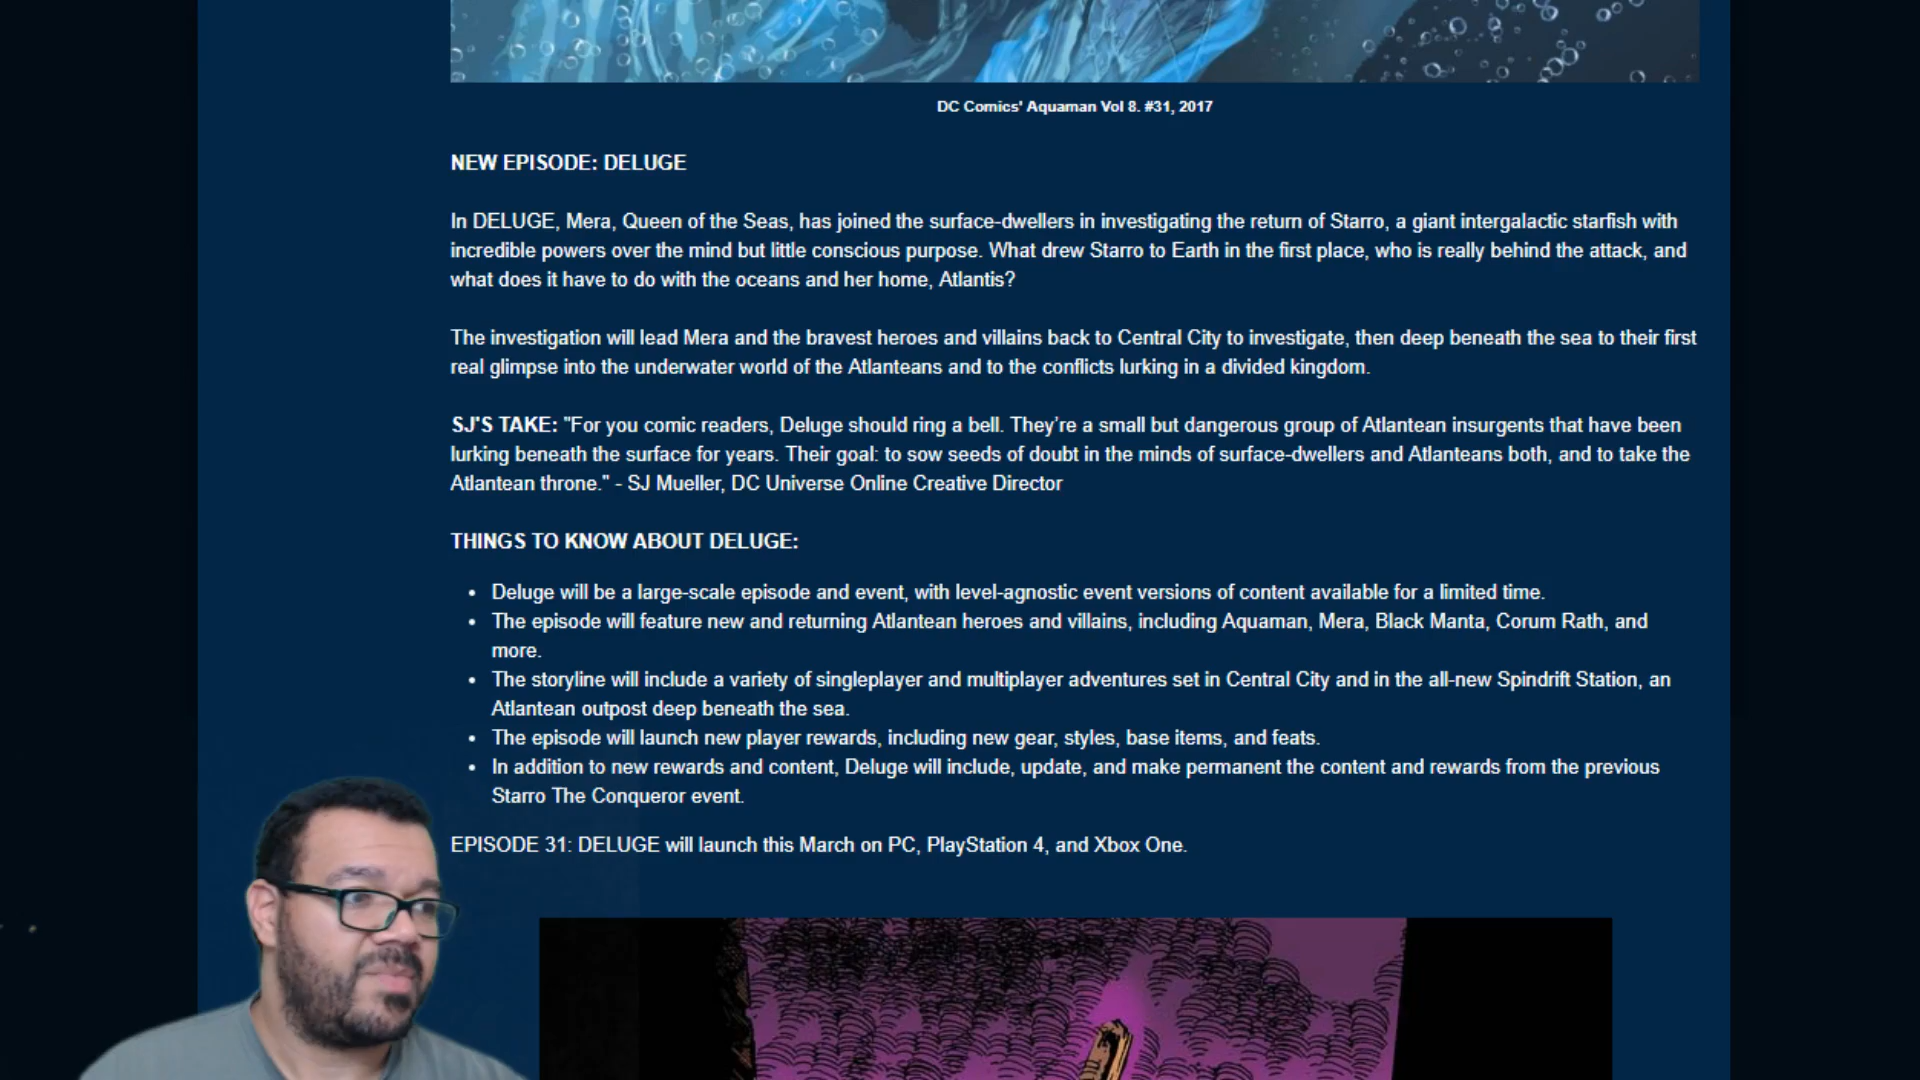 DC Comics' Aquaman Vol 8. #31, 2017
NEW EPISODE: DELUGE
In DELUGE, Mera, Queen of the Seas, has joined the surface-dwellers in investigating the return of Starro, a giant intergalactic starfish with
incredible powers over the mind but little conscious purpose. What drew Starro to Earth in the first place, who is really behind the attack, and
what does it have to do with the oceans and her home, Atlantis?
The investigation will lead Mera and the bravest heroes and villains back to Central City to investigate, then deep beneath the sea to their first
real glimpse into the underwater world of the Atlanteans and to the conflicts lurking in a divided kingdom.
SJ'S TAKE: "For you comic readers, Deluge should ring a bell. They're a small but dangerous group of Atlantean insurgents that have been
lurking beneath the surface for years. Their goal: to sow seeds of doubt in the minds of surface-dwellers and Atlanteans both, and to take the
Atlantean throne." - SJ Mueller, DC Universe Online Creative Director
THINGS TO KNOW ABOUT DELUGE:
• Deluge will be a large-scale episode and event, with level-agnostic event versions of content available for a limited time.
• The episode will feature new and returning Atlantean heroes and villains, including Aquaman, Mera, Black Manta, Corum Rath, and
more.
• The storyline will include a variety of singleplayer and multiplayer adventures set in Central City and in the all-new Spindrift Station, an
Atlantean outpost deep beneath the sea.
• The episode will launch new player rewards, including new gear, styles, base items, and feats.
• In addition to new rewards and content, Deluge will include, update, and make permanent the content and rewards from the previous
Starro The Conqueror event.
EPISODE 31: DELUGE will launch this March on PC, PlayStation 4, and Xbox One.